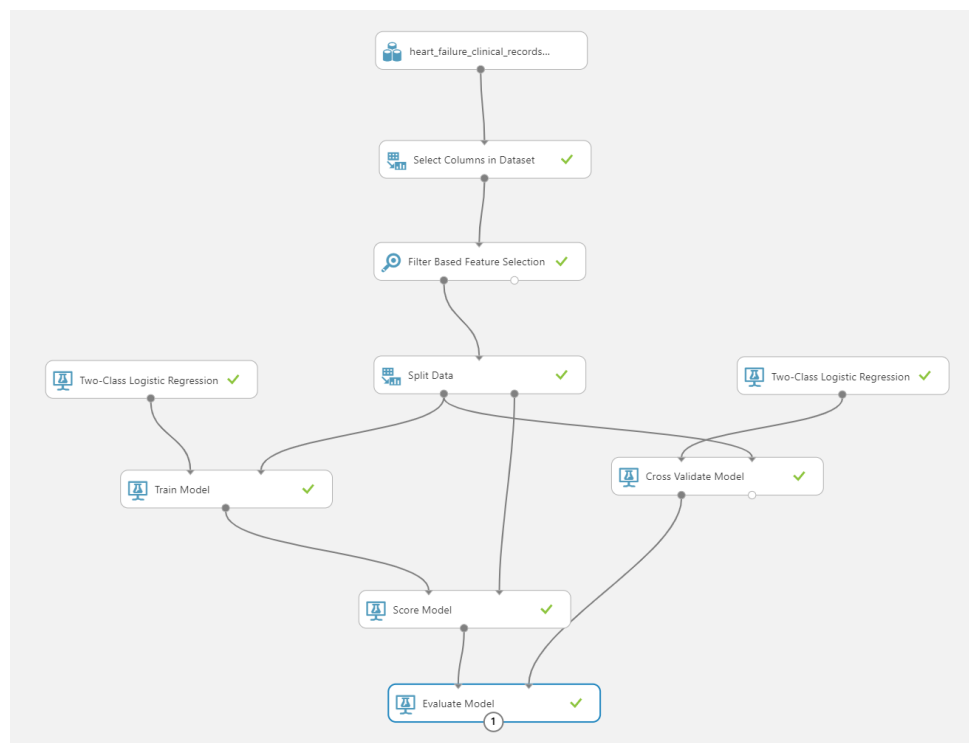 heart_failure_clinical_records...
Select Columns in Dataset
Filter Based Feature Selection
Split Data
Two-Class Logistic Regression
Two-Class Logistic Regression
Train Model
Cross Validate Model
Score Model
Evaluate Model
1